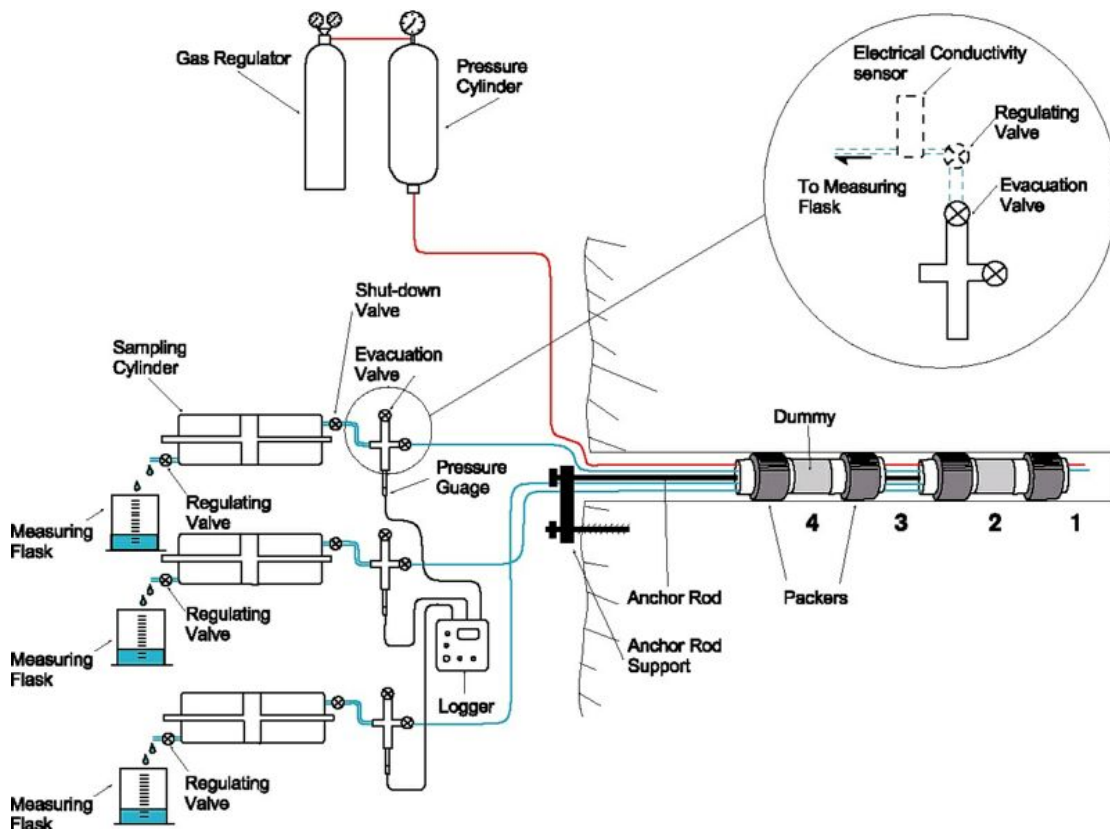 Gas Regulator
Pressure
Cylinder
Electrical Conductivity
sensor
Regulating
Valve
To Measuring
Flask
Evacuation
Valve
Shut-down
Valve
Sampling
Cylinder
Evacuation
Valve
Dummy
Pressure
Guage
Regulating
Valve
Measuring
Flask
4
3
2
1
Anchor Rod
Packers
Regulating
Valve
Anchor Rod
Support
Measuring
Flask
Logger
Regulating
Valve
Measuring
Flask